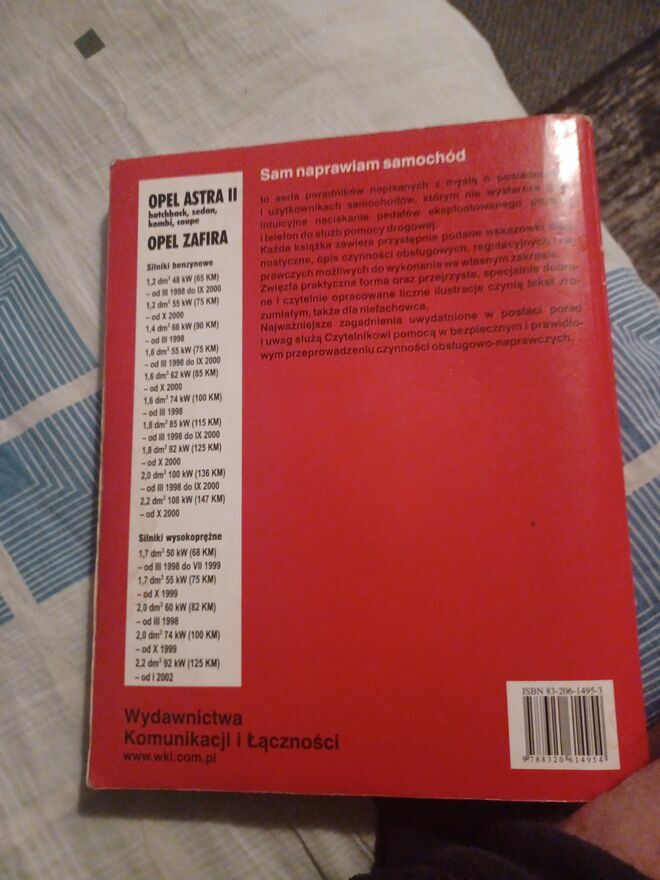 Sam naprawiam samochód
to seria poradników napisanych z myślą o
i użytkownikach samochodów, którym nie wystarcza
intuicyjne naciskanie pedałów eksploatowanego
i telefon do służb pomocy drogowej.
Każda książka zawiera przystępnie podane wskazówki
nostyczne, opis czynności obsługowych, regulacyjnych i
prawczych możliwych do wykonania we własnym zakresie.
Zwięzła praktyczna forma oraz przejrzyste, specjalnie dobra-
ne i czytelnie opracowane liczne ilustracje czynią tekst zro-
zumiałym, także dla niefachowca.
Najważniejsze zagadnienia uwydatnione w postaci porad
i uwag służą Czytelnikowi pomocą w bezpiecznym i prawidło-
wym przeprowadzeniu czynności obsługowo-naprawczych.
OPEL ASTRA II
hatchback, sedan,
kombi, coupe
OPEL ZAFIRA
Silniki benzynowe
1,2 dm³ 48 kW (65 KM)
– od III 1998 do IX 2000
1,2 dm³ 55 kW (75 KM)
– od X 2000
1,4 dm³ 66 kW (90 KM)
– od III 1998
1,6 dm³ 55 kW (75 KM)
– od III 1998 do IX 2000
1,6 dm³ 62 kW (85 KM)
– od X 2000
1,6 dm³ 74 kW (100 KM)
– od III 1998
1,8 dm³ 85 kW (115 KM)
– od III 1998 do IX 2000
1,8 dm³ 92 kW (125 KM)
– od X 2000
2,0 dm³ 100 kW (136 KM)
– od III 1998 do IX 2000
2,2 dm³ 108 kW (147 KM)
– od X 2000
Silniki wysokoprężne
1,7 dm³ 50 kW (68 KM)
– od III 1998 do VII 1999
1,7 dm³ 55 kW (75 KM)
– od X 1999
2,0 dm³ 60 kW (82 KM)
– od III 1998
2,0 dm³ 74 kW (100 KM)
– od X 1999
2,2 dm³ 92 kW (125 KM)
– od I 2002
Wydawnictwa
Komunikacji i Łączności
www.wkl.com.pl
ISBN 83-206-1495-3
9 788320 614954